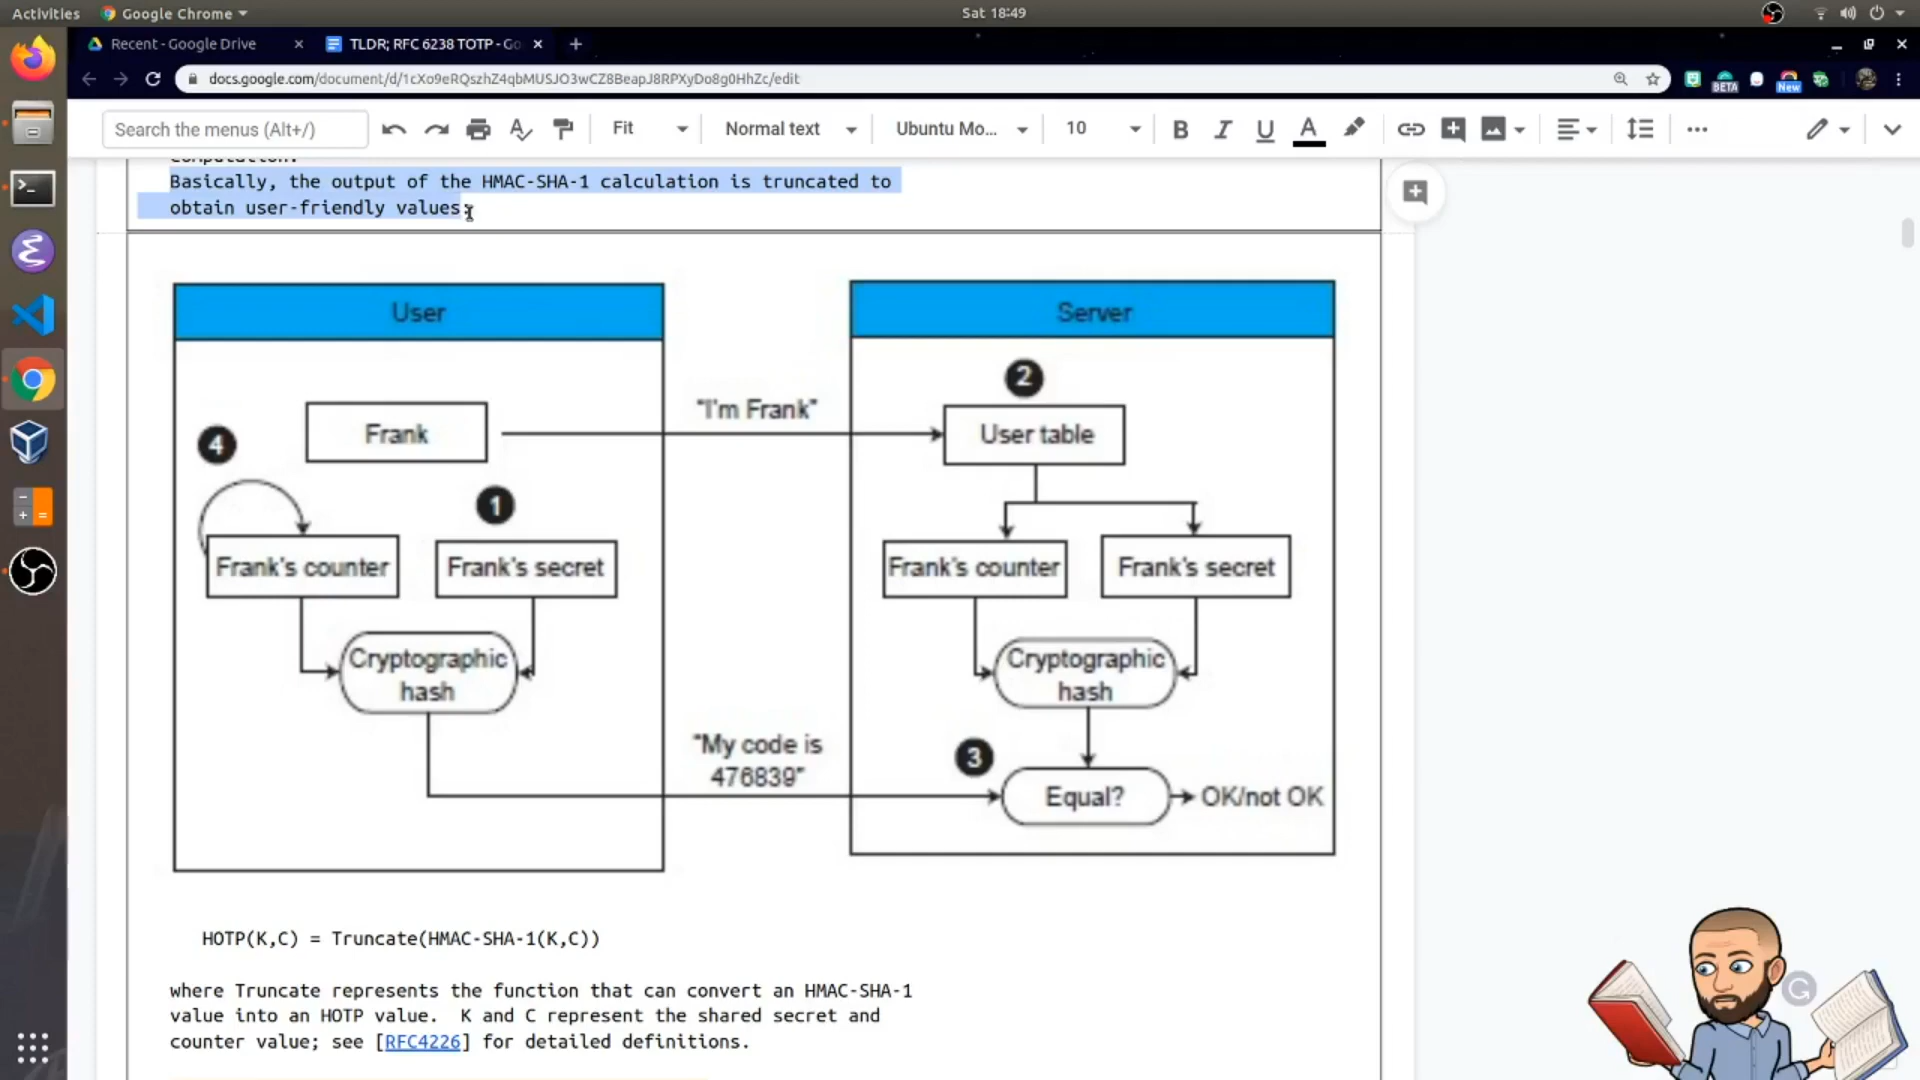 Activities
Google Chrome
Sat 18:49
Recent - Google Drive
TLDR; RFC 6238 TOTP - Go
docs.google.com/document/d/1cXo9eRQszhZ4qbMUSJO3wCZ8BeapJ8RPXyDo8g0HhZc/edit
BETA
New
Search the menus (Alt+/)
Fit
Normal text
Ubuntu Mo...
10
B
I
U
A
computation.
Basically, the output of the HMAC-SHA-1 calculation is truncated to
obtain user-friendly values:
User
Server
2
"I'm Frank"
4
Frank
User table
1
Frank's counter
Frank's secret
Frank's counter
Frank's secret
Cryptographic
hash
Cryptographic
hash
"My code is
476839"
3
Equal?
OK/not OK
HOTP(K,C) = Truncate(HMAC-SHA-1(K,C))
where Truncate represents the function that can convert an HMAC-SHA-1
value into an HOTP value.  K and C represent the shared secret and
counter value; see [RFC4226] for detailed definitions.